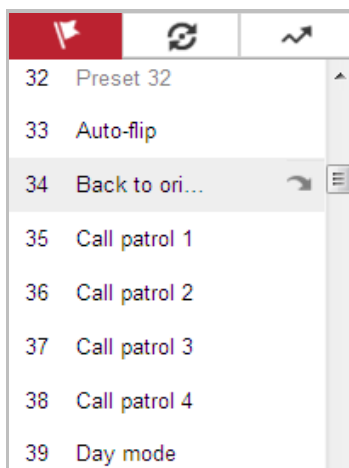 32 Preset 32
33 Auto-flip
34 Back to ori...
35 Call patrol 1
36 Call patrol 2
37 Call patrol 3
38 Call patrol 4
39 Day mode